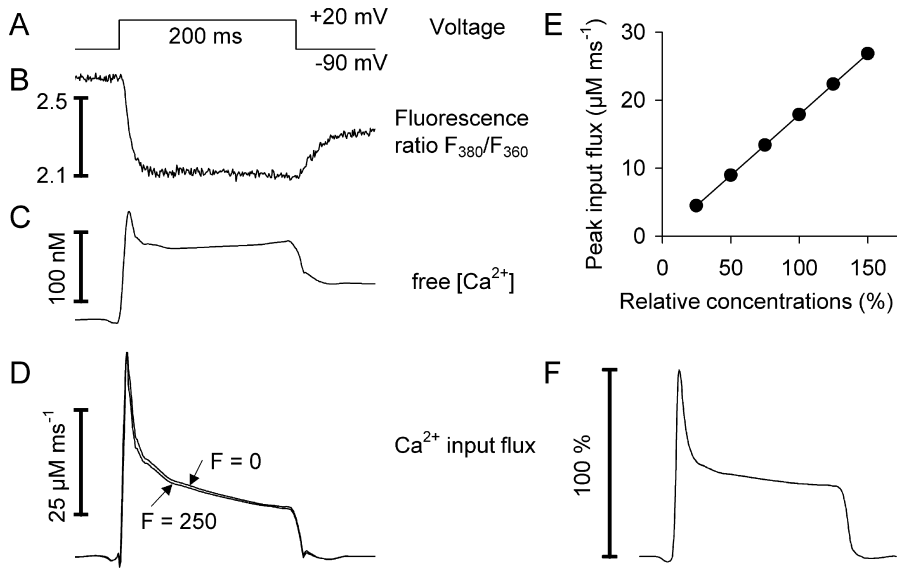 A
200 ms
+20 mV
-90 mV
Voltage
B
2.5
2.1
Fluorescence
ratio F380/F360
C
100 nM
free [Ca2+]
D
25 µM ms-1
F = 0
F = 250
Ca2+ input flux
E
Peak input flux (µM ms-1)
30
20
10
0
0
50
100
150
Relative concentrations (%)
F
100 %